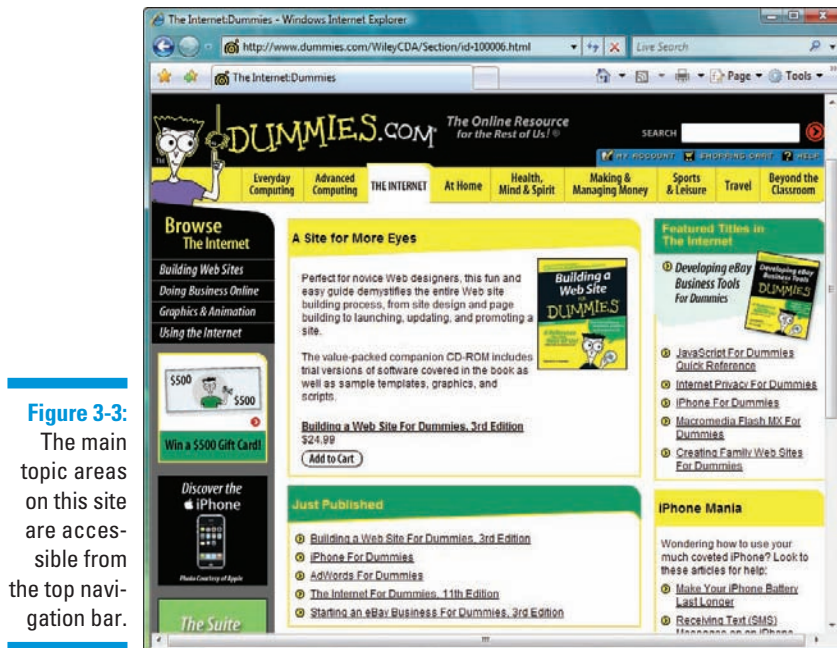 The Internet:Dummies - Windows Internet Explorer
http://www.dummies.com/WileyCDA/Section/id-100006.html
Live Search
The Internet:Dummies
Page
Tools
DUMMIES.COM
The Online Resource
for the Rest of Us!®
SEARCH
MY ACCOUNT
SHOPPING CART
? HELP
TM
Everyday
Computing
Advanced
Computing
THE INTERNET
At Home
Health,
Mind & Spirit
Making &
Managing Money
Sports
& Leisure
Travel
Beyond the
Classroom
Browse
The Internet
Building Web Sites
Doing Business Online
Graphics & Animation
Using the Internet
$500
$500
Win a $500 Gift Card!
Discover the
iPhone
Photo Courtesy of Apple
The Suite
A Site for More Eyes
Perfect for novice Web designers, this fun and
easy guide demystifies the entire Web site
building process, from site design and page
building to launching, updating, and promoting a
site.
The value-packed companion CD-ROM includes
trial versions of software covered in the book as
well as sample templates, graphics, and
scripts.
Building a Web Site For Dummies, 3rd Edition
$24.99
Add to Cart
Building a
Web Site
FOR
DUMMIES
Just Published
Building a Web Site For Dummies, 3rd Edition
iPhone For Dummies
AdWords For Dummies
The Internet For Dummies, 11th Edition
Starting an eBay Business For Dummies, 3rd Edition
Featured Titles in
The Internet
Developing eBay
Business Tools
For Dummies
Developing eBay
Business Tools
DUMMIES
JavaScript For Dummies
Quick Reference
Internet Privacy For Dummies
iPhone For Dummies
Macromedia Flash MX For
Dummies
Creating Family Web Sites
For Dummies
iPhone Mania
Wondering how to use your
much coveted iPhone? Look to
these articles for help:
Make Your iPhone Battery
Last Longer
Receiving Text (SMS)
Messages on an iPhone
Figure 3-3:
The main
topic areas
on this site
are acces-
sible from
the top navi-
gation bar.